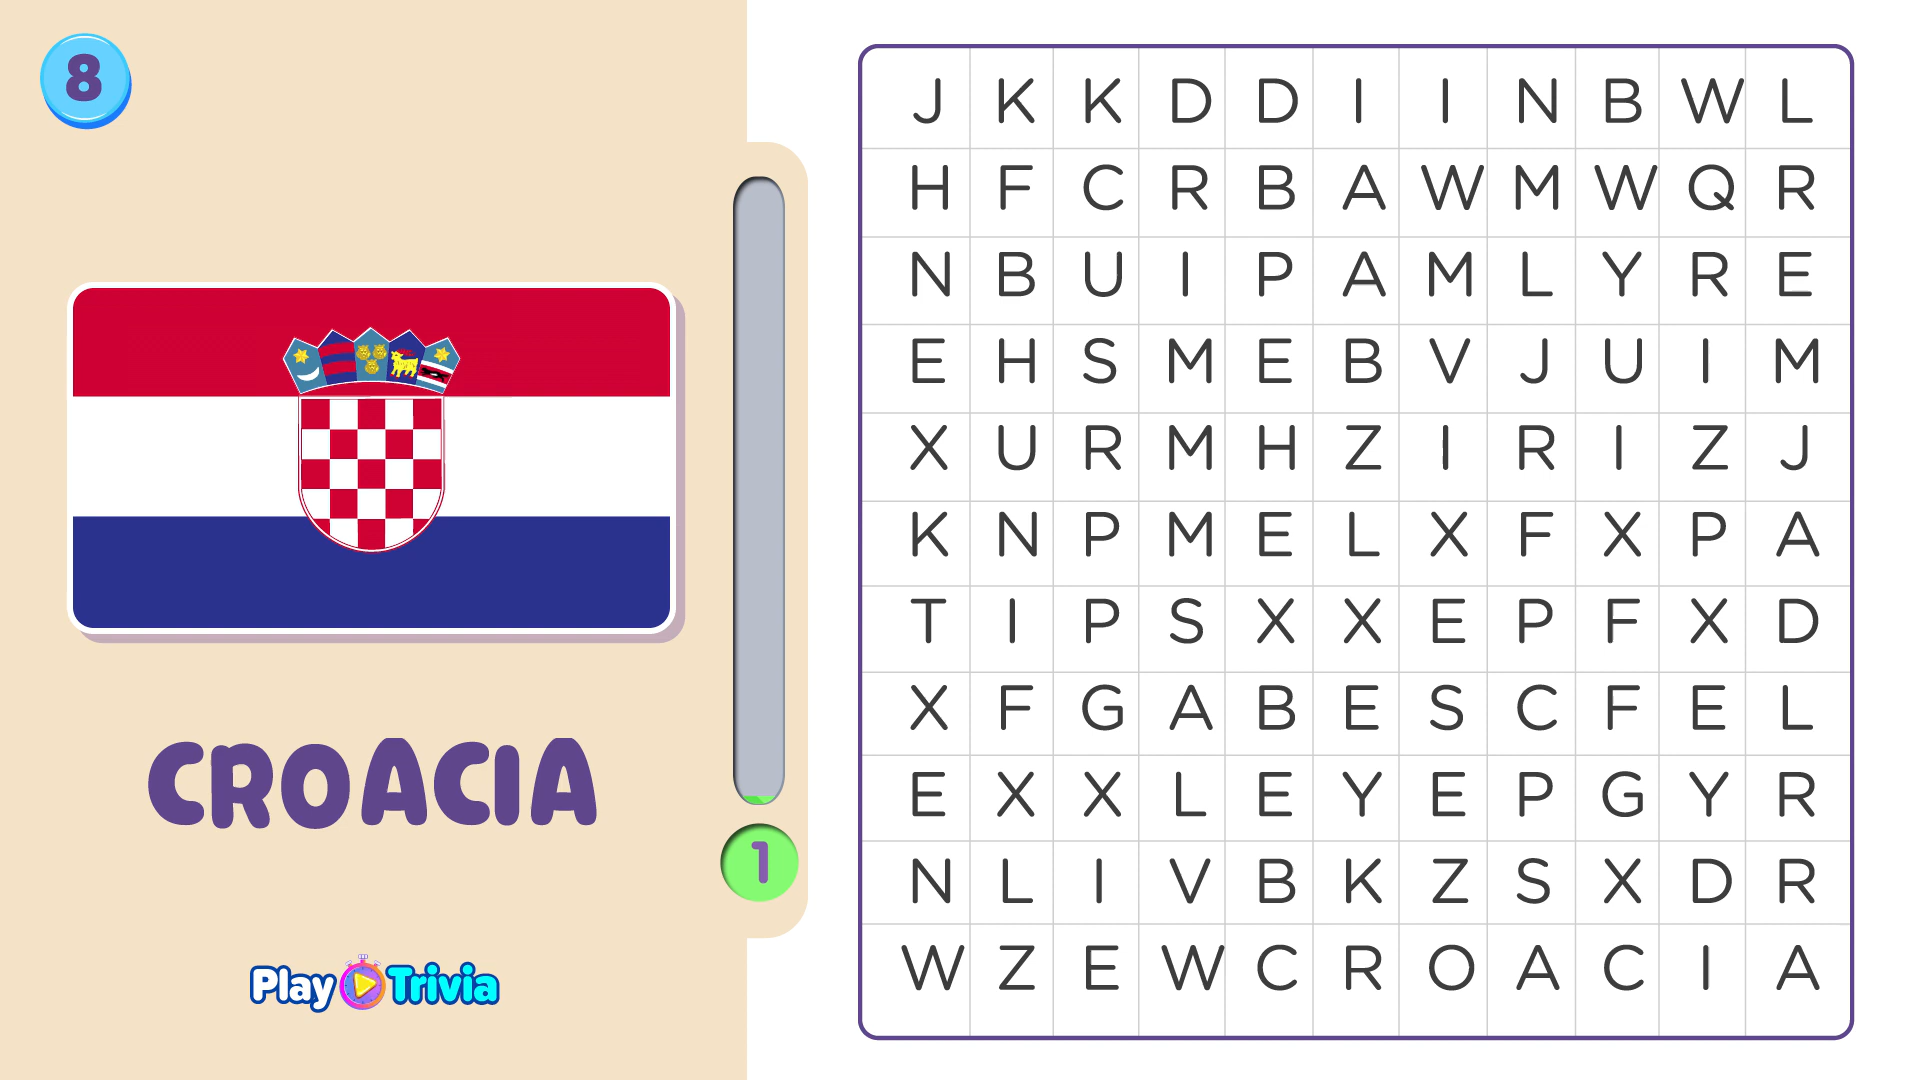 8
CROACIA
1
Play Trivia
J K K D D I I N B W L
H F C R B A W M W Q R
N B U I P A M L Y R E
E H S M E B V J U I M
X U R M H Z I R I Z J
K N P M E L X F X P A
T I P S X X E P F X D
X F G A B E S C F E L
E X X L E Y E P G Y R
N L I V B K Z S X D R
W Z E W C R O A C I A